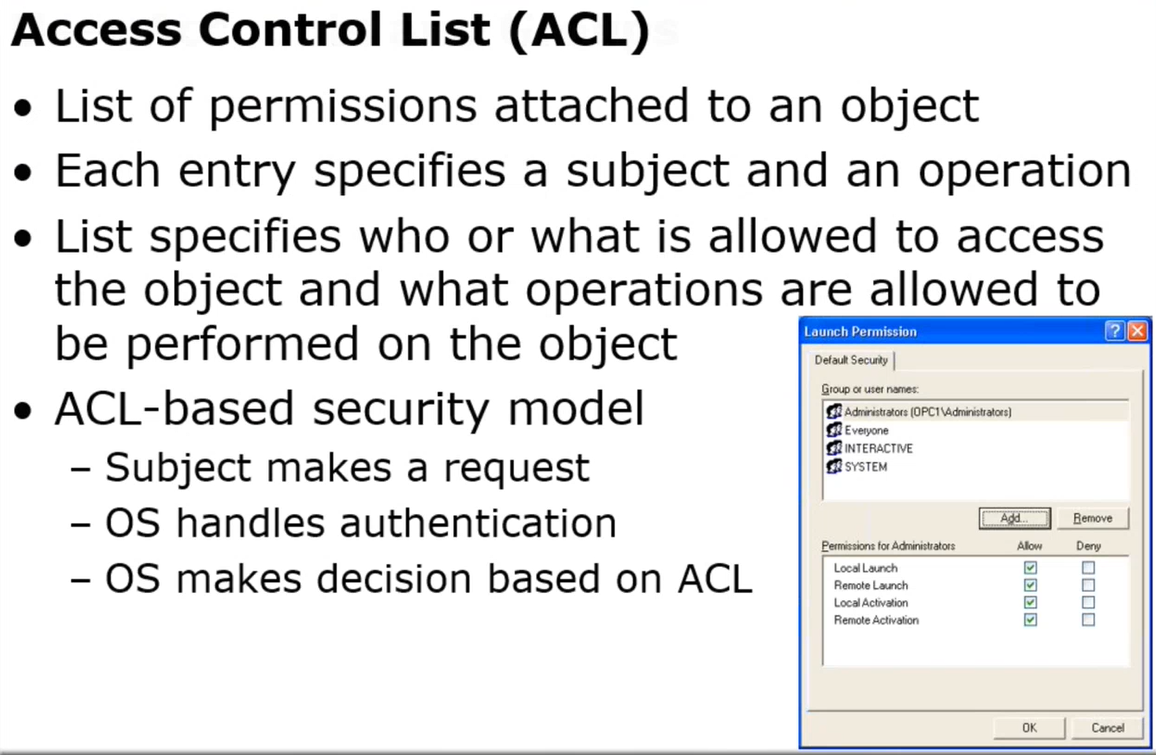 Access Control List (ACL)
• List of permissions attached to an object
• Each entry specifies a subject and an operation
• List specifies who or what is allowed to access
the object and what operations are allowed to
be performed on the object
• ACL-based security model
– Subject makes a request
– OS handles authentication
– OS makes decision based on ACL
Launch Permission
Default Security
Group or user names:
Administrators (OPC1\Administrators)
Everyone
INTERACTIVE
SYSTEM
Add... Remove
Permissions for Administrators Allow Deny
Local Launch
Remote Launch
Local Activation
Remote Activation
OK Cancel